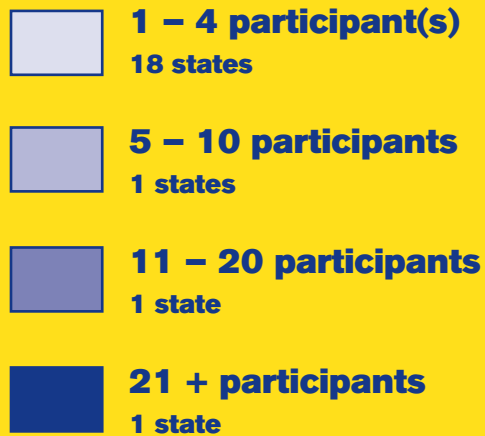 1 – 4 participant(s)
18 states
5 – 10 participants
1 states
11 – 20 participants
1 state
21 + participants
1 state